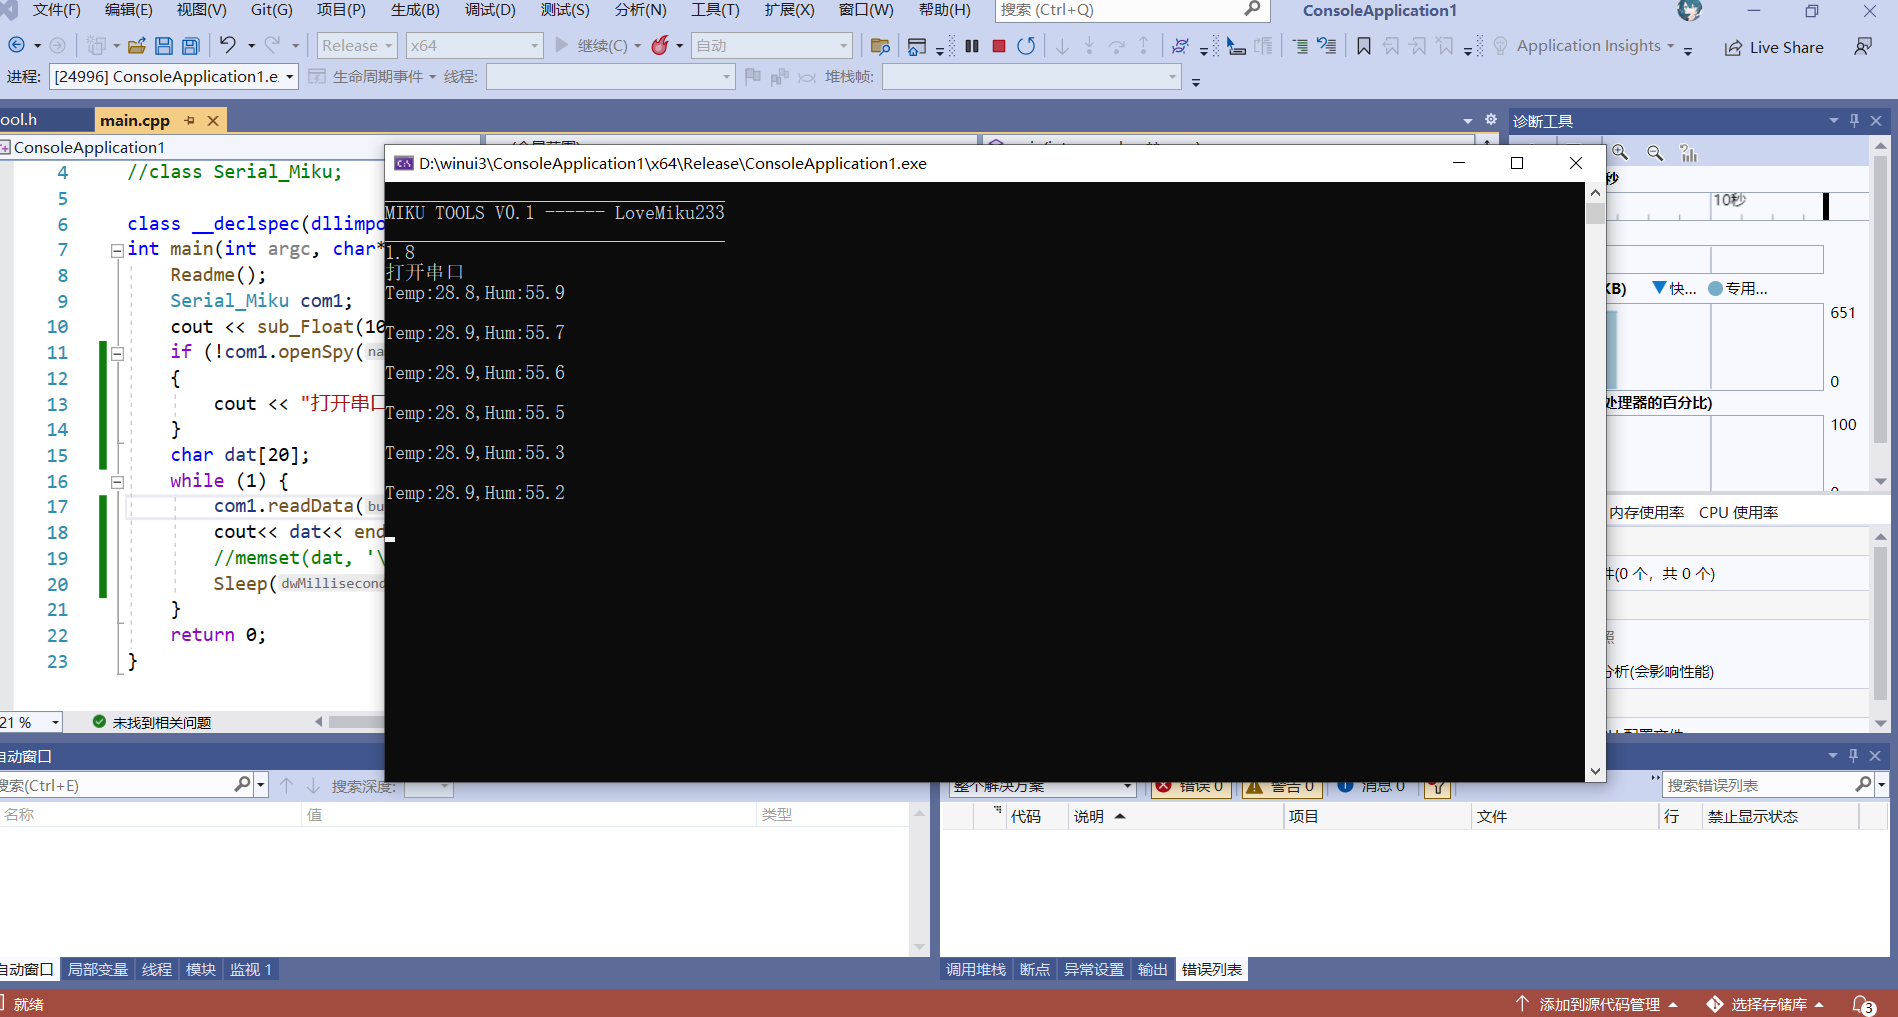 文件(F) 编辑(E) 视图(V) Git(G) 项目(P) 生成(B) 调试(D) 测试(S) 分析(N) 工具(T) 扩展(X) 窗口(W) 帮助(H) 搜索 (Ctrl+Q) ConsoleApplication1
Release x64 继续(C) 自动 Application Insights Live Share
进程: [24996] ConsoleApplication1.e 生命周期事件 线程: 堆栈帧:
ool.h main.cpp
诊断工具
ConsoleApplication1
D:\winui3\ConsoleApplication1\x64\Release\ConsoleApplication1.exe
MIKU TOOLS V0.1 ------ LoveMiku233
1.8
打开串口
Temp:28.8,Hum:55.9
Temp:28.9,Hum:55.7
Temp:28.9,Hum:55.6
Temp:28.8,Hum:55.5
Temp:28.9,Hum:55.3
Temp:28.9,Hum:55.2
4 //class Serial_Miku;
5
6 class __declspec(dllimpo
7 int main(int argc, char*
8 Readme();
9 Serial_Miku com1;
10 cout << sub_Float(10
11 if (!com1.openSpy( na
12 {
13 cout << "打开串口
14 }
15 char dat[20];
16 while (1) {
17 com1.readData( bu
18 cout<< dat<< end
19 //memset(dat, '\
20 Sleep( dwMillisecond
21 }
22 return 0;
23 }
秒
10秒
KB) 快... 专用...
651
0
处理器的百分比)
100
内存使用率 CPU 使用率
件(0 个，共 0 个)
照
分析(会影响性能)
21 % 未找到相关问题
自动窗口
搜索(Ctrl+E) 搜索深度:
名称 值 类型
整个解决方案 错误 0 警告 0 消息 0 搜索错误列表
代码 说明 项目 文件 行 禁止显示状态
自动窗口 局部变量 线程 模块 监视 1
调用堆栈 断点 异常设置 输出 错误列表
就绪 添加到源代码管理 选择存储库 3